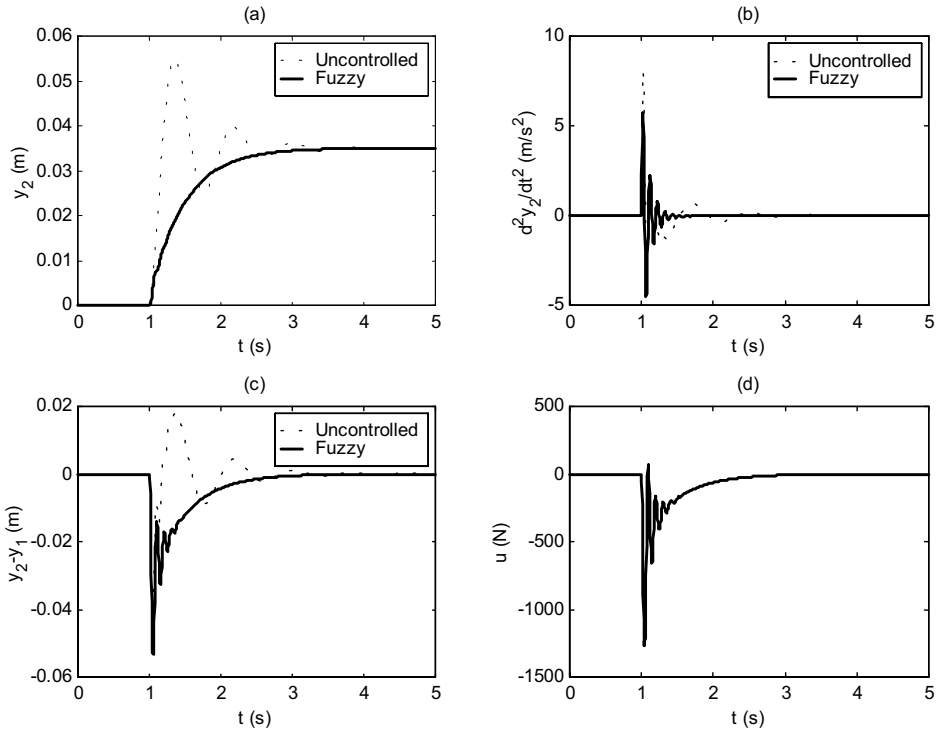 (a)
0.06
0.05
0.04
0.03
0.02
0.01
0
y₂ (m)
Uncontrolled
Fuzzy
0 1 2 3 4 5
t (s)
(b)
10
5
0
-5
d²y₂/dt² (m/s²)
Uncontrolled
Fuzzy
0 1 2 3 4 5
t (s)
(c)
0.02
0
-0.02
-0.04
-0.06
y₂-y₁ (m)
Uncontrolled
Fuzzy
0 1 2 3 4 5
t (s)
(d)
500
0
-500
-1000
-1500
u (N)
0 1 2 3 4 5
t (s)